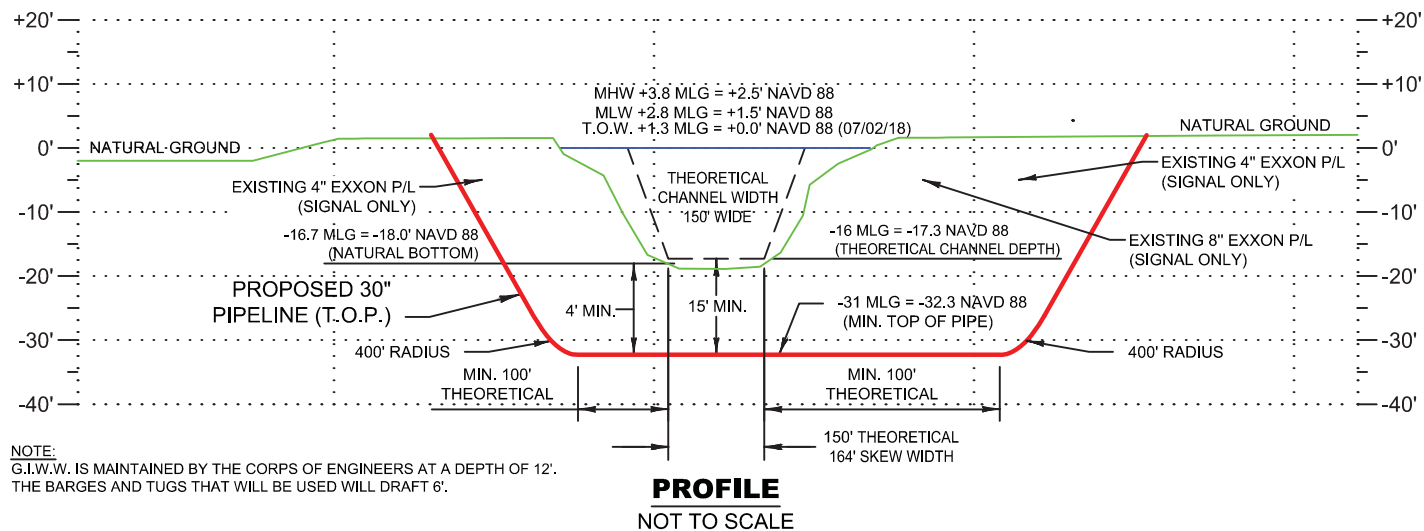 +20'
+20'
+10'
+10'
MHW +3.8 MLG = +2.5' NAVD 88
MLW +2.8 MLG = +1.5' NAVD 88
T.O.W. +1.3 MLG = +0.0' NAVD 88 (07/02/18)
NATURAL GROUND
NATURAL GROUND
0'
0'
EXISTING 4" EXXON P/L
(SIGNAL ONLY)
THEORETICAL
CHANNEL WIDTH
150' WIDE
EXISTING 4" EXXON P/L
(SIGNAL ONLY)
-10'
-10'
-16.7 MLG = -18.0' NAVD 88
(NATURAL BOTTOM)
-16 MLG = -17.3 NAVD 88
(THEORETICAL CHANNEL DEPTH)
EXISTING 8" EXXON P/L
(SIGNAL ONLY)
-20'
-20'
PROPOSED 30"
PIPELINE (T.O.P.)
4' MIN.
15' MIN.
-31 MLG = -32.3 NAVD 88
(MIN. TOP OF PIPE)
-30'
-30'
400' RADIUS
400' RADIUS
MIN. 100'
THEORETICAL
MIN. 100'
THEORETICAL
-40'
-40'
150' THEORETICAL
164' SKEW WIDTH
NOTE:
G.I.W.W. IS MAINTAINED BY THE CORPS OF ENGINEERS AT A DEPTH OF 12'.
THE BARGES AND TUGS THAT WILL BE USED WILL DRAFT 6'.
PROFILE
NOT TO SCALE